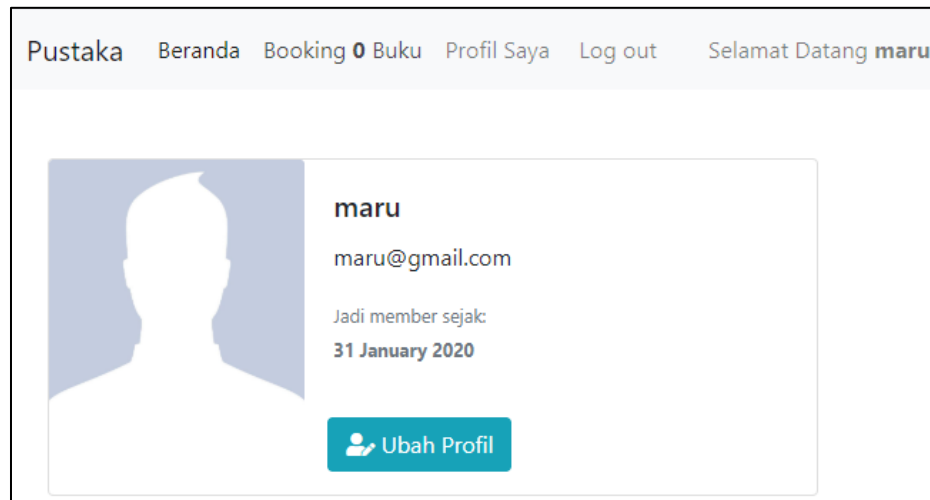 Pustaka Beranda Booking 0 Buku Profil Saya Log out Selamat Datang maru
maru
maru@gmail.com
Jadi member sejak:
31 January 2020
Ubah Profil